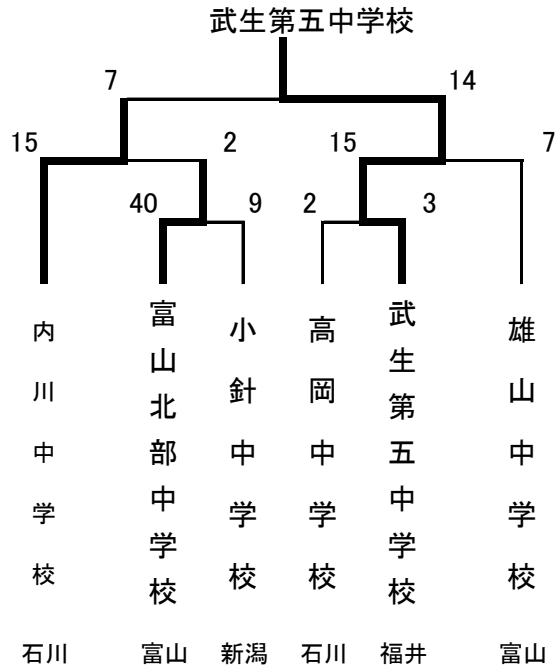 武生第五中学校
7 14
15 2 15 7
40 9 2 3
内川中学校
富山北部中学校
小針中学校
高岡中学校
武生第五中学校
雄山中学校
石川 富山 新潟 石川 福井 富山